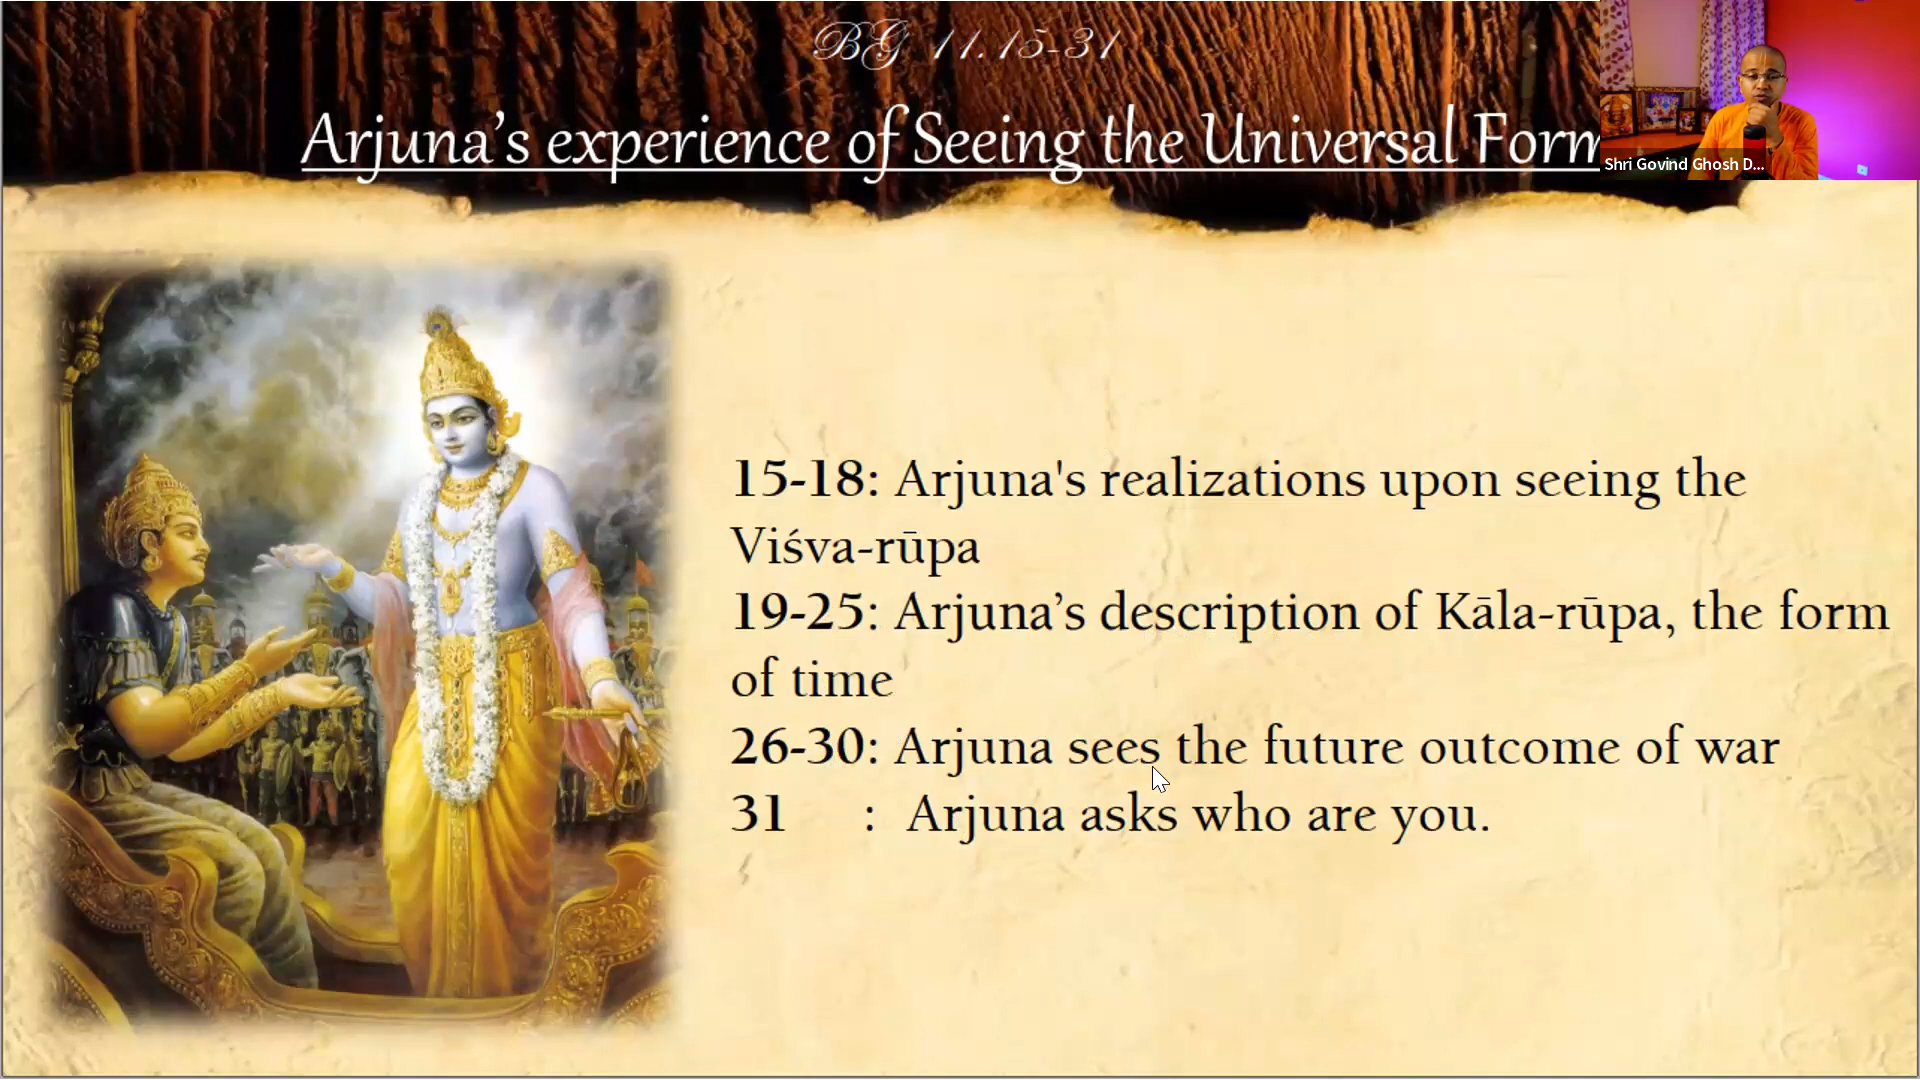 BG 11.15-31
Arjuna’s experience of Seeing the Universal Form
Shri Govind Ghosh D...
15-18: Arjuna's realizations upon seeing the
Viśva-rūpa
19-25: Arjuna’s description of Kāla-rūpa, the form
of time
26-30: Arjuna sees the future outcome of war
31 : Arjuna asks who are you.